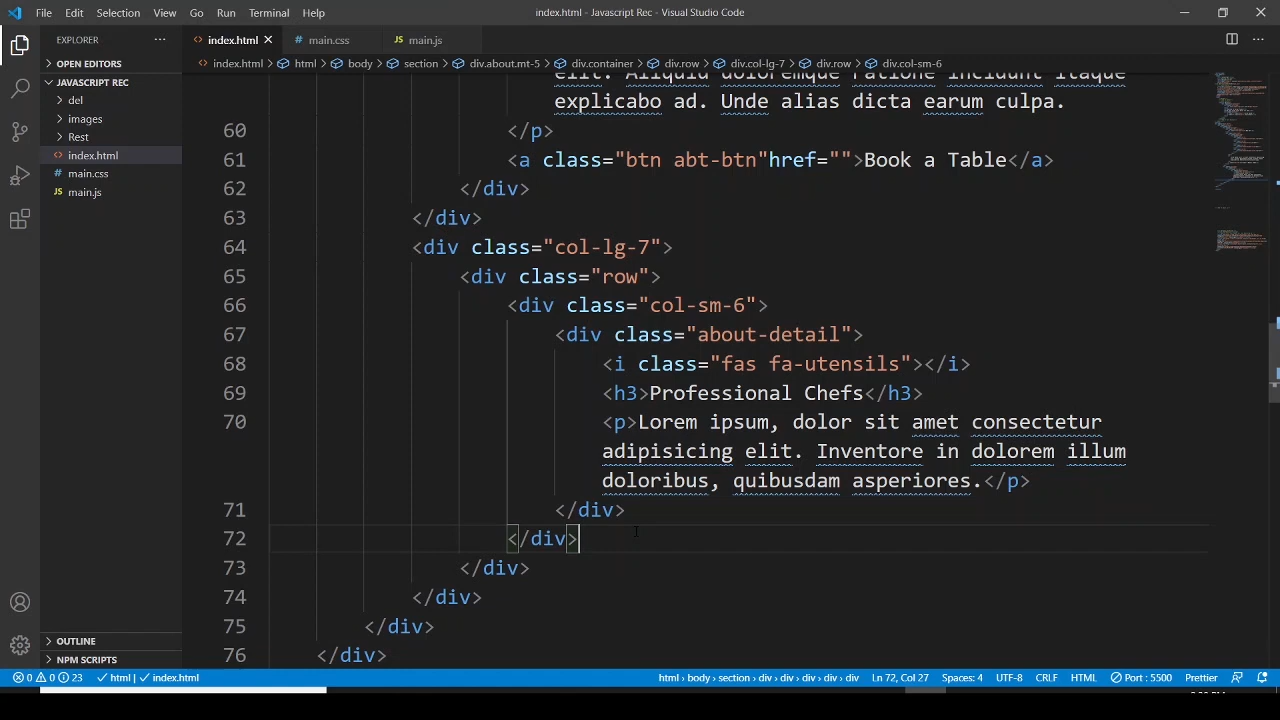 File Edit Selection View Go Run Terminal Help index.html - Javascript Rec - Visual Studio Code
EXPLORER ... index.html main.css main.js
OPEN EDITORS
index.html > html > body > section > div.about.mt-5 > div.container > div.row > div.col-lg-7 > div.row > div.col-sm-6
JAVASCRIPT REC
del
images
Rest
index.html
main.css
main.js
OUTLINE
NPM SCRIPTS
elit. Aliquid doloremque ratione incidunt itaque
explicabo ad. Unde alias dicta earum culpa.
60 </p>
61 <a class="btn abt-btn"href="">Book a Table</a>
62 </div>
63 </div>
64 <div class="col-lg-7">
65 <div class="row">
66 <div class="col-sm-6">
67 <div class="about-detail">
68 <i class="fas fa-utensils"></i>
69 <h3>Professional Chefs</h3>
70 <p>Lorem ipsum, dolor sit amet consectetur
adipisicing elit. Inventore in dolorem illum
doloribus, quibusdam asperiores.</p>
71 </div>
72 </div>
73 </div>
74 </div>
75 </div>
76 </div>
0 0 23 html | index.html html > body > section > div > div > div > div > div Ln 72, Col 27 Spaces: 4 UTF-8 CRLF HTML Port : 5500 Prettier